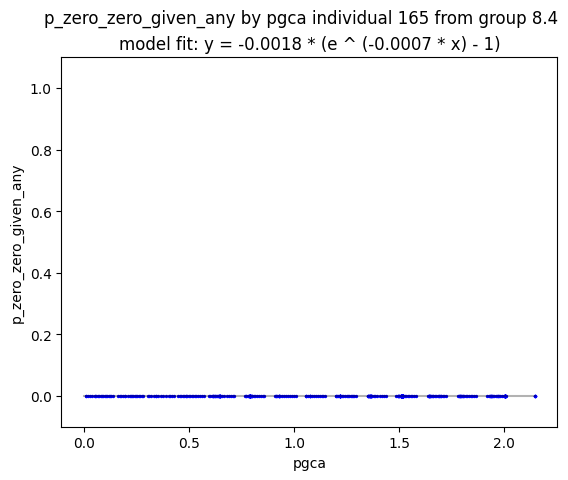 p_zero_zero_given_any by pgca individual 165 from group 8.4
model fit: y = -0.0018 * (e ^ (-0.0007 * x) - 1)
1.0
0.8
0.6
0.4
0.2
0.0
p_zero_zero_given_any
0.0 0.5 1.0 1.5 2.0
pgca